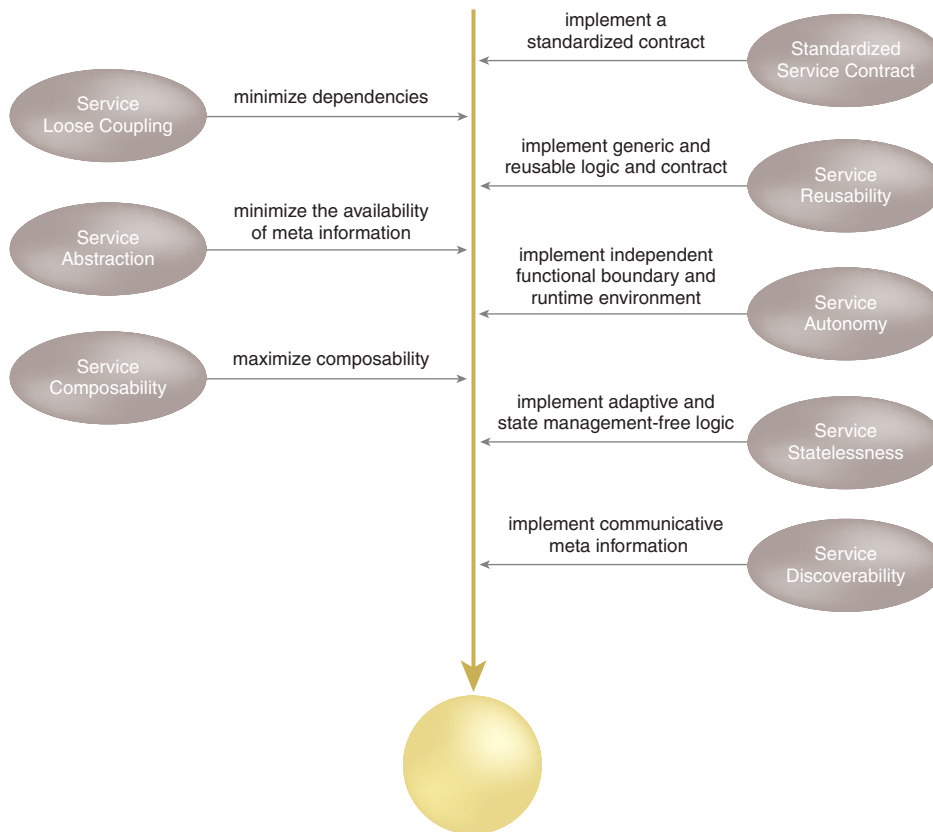 implement a
standardized contract
Standardized
Service Contract
Service
Loose Coupling
minimize dependencies
implement generic and
reusable logic and contract
Service
Reusability
Service
Abstraction
minimize the availability
of meta information
implement independent
functional boundary and
runtime environment
Service
Autonomy
Service
Composability
maximize composability
implement adaptive and
state management-free logic
Service
Statelessness
implement communicative
meta information
Service
Discoverability